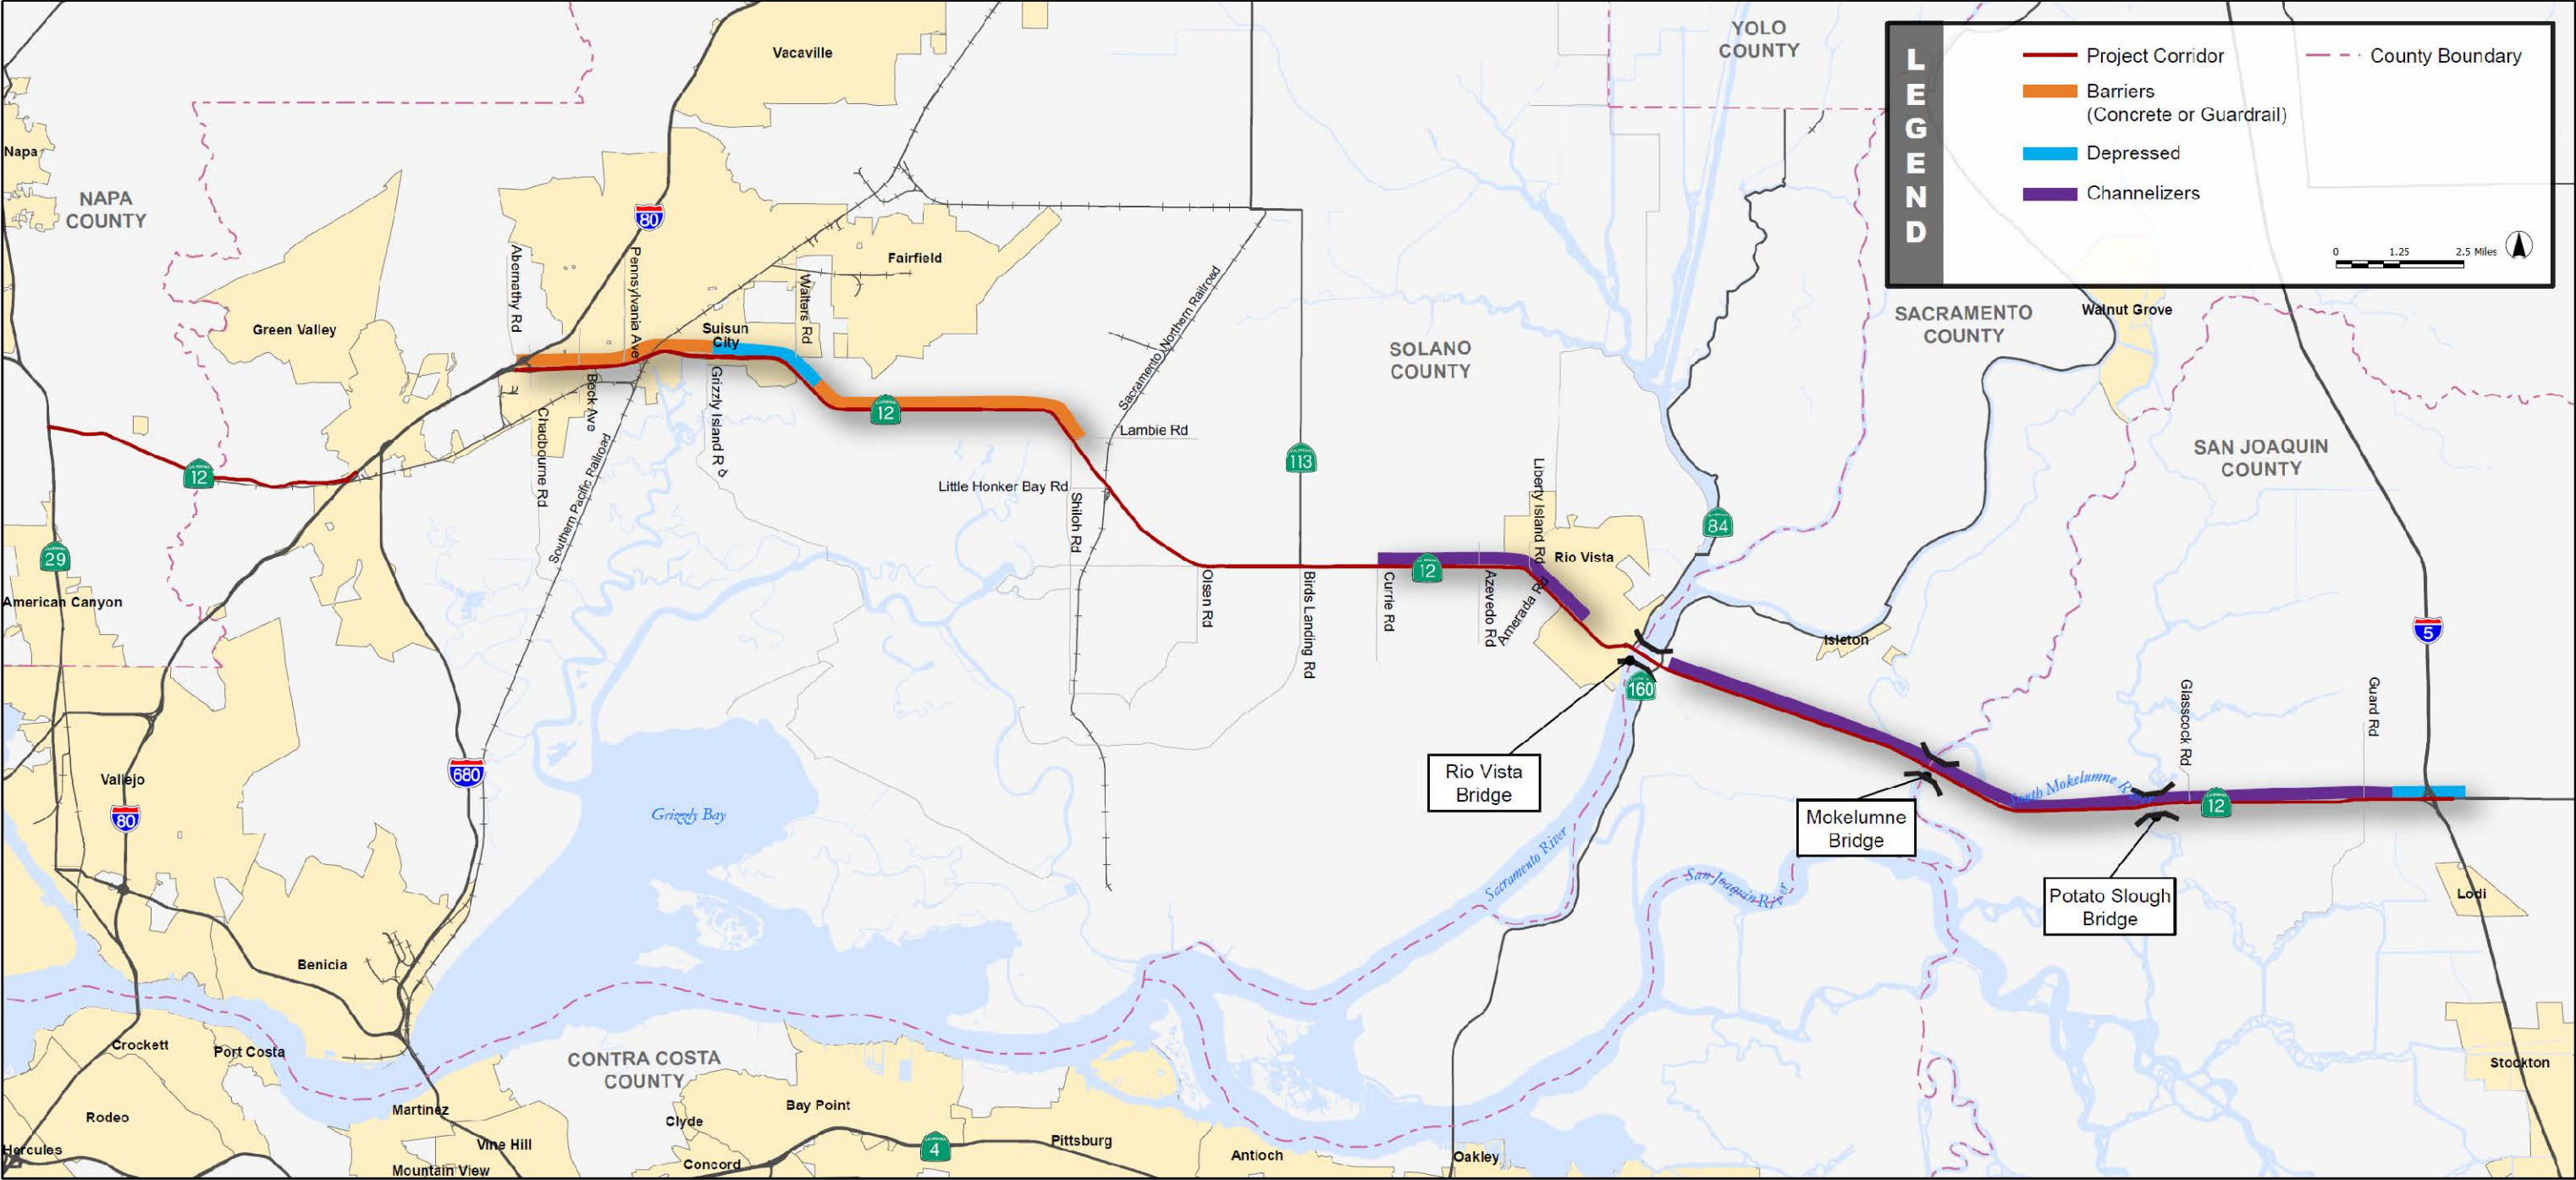 LEGEND
Project Corridor
County Boundary
Barriers
(Concrete or Guardrail)
Depressed
Channelizers
0 1.25 2.5 Miles
YOLO
COUNTY
Vacaville
Napa
NAPA
COUNTY
80
Abernathy Rd
Pennsylvania Ave
Walters Rd
Fairfield
Green Valley
Suisun
City
Sacramento Northern Railroad
SOLANO
COUNTY
SACRAMENTO
COUNTY
Walnut Grove
SAN JOAQUIN
COUNTY
Beck Ave
Chadbourne Rd
Grizzly Island Rd
Southern Pacific Railroad
CALIFORNIA
12
Lambie Rd
12
113
Little Honker Bay Rd
Shiloh Rd
Liberty Island Rd
Rio Vista
84
29
American Canyon
Olsen Rd
Birds Landing Rd
Currie Rd
12
Azevedo Rd
Amerada Rd
Isleton
5
160
Glasscock Rd
Guard Rd
Rio Vista
Bridge
Vallejo
80
680
Grizzly Bay
South Mokelumne River
12
Mokelumne
Bridge
Sacramento River
San Joaquin River
Potato Slough
Bridge
Lodi
Benicia
Crockett
Port Costa
CONTRA COSTA
COUNTY
Stockton
Rodeo
Martinez
Clyde
Bay Point
Hercules
Vine Hill
Mountain View
Concord
4
Pittsburg
Antioch
Oakley